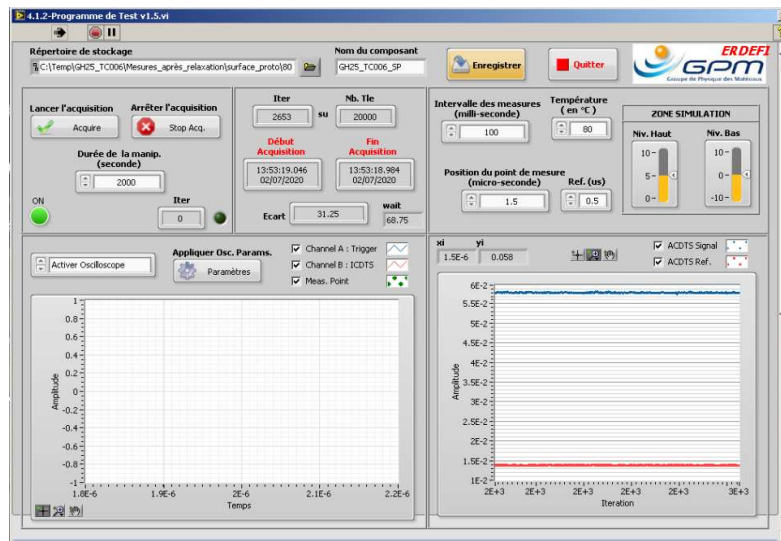 4.1.2-Programme de Test v1.5.vi
Répertoire de stockage
C:\Temp\GH25_TC006\Mesures_après_relaxation\surface_proto\80
Nom du composant
GH25_TC006_SP
Enregistrer
Quitter
ERDEFI
GPM
Groupe de Physique des Matériaux
Lancer l'acquisition
Arrêter l'acquisition
Acquire
Stop Acq.
Durée de la manip.
(seconde)
2000
ON
Iter
0
Iter
Nb. Tle
2653
su
20000
Début
Acquisition
Fin
Acquisition
13:53:19.046
02/07/2020
13:53:18.984
02/07/2020
Ecart
31.25
wait
68.75
Intervalle des mesures
(milli-seconde)
100
Température
( en °C )
80
Position du point de mesure
(micro-seconde)
1.5
Ref. (us)
0.5
ZONE SIMULATION
Niv. Haut
Niv. Bas
10
5
0
10
0
-10
Activer Oscilloscope
Appliquer Osc. Params.
Paramètres
Channel A : Trigger
Channel B : ICDTS
Meas. Point
1
0.8
0.6
0.4
0.2
0
-0.2
-0.4
-0.6
-0.8
-1
Amplitude
1.8E-6
1.9E-6
2E-6
2.1E-6
2.2E-6
Temps
xi
yi
1.5E-6
0.058
ACDTS Signal
ACDTS Ref.
6E-2
5.5E-2
5E-2
4.5E-2
4E-2
3.5E-2
3E-2
2.5E-2
2E-2
1.5E-2
1E-2
Amplitude
2E+3
2E+3
2E+3
2E+3
2E+3
3E+3
Iteration